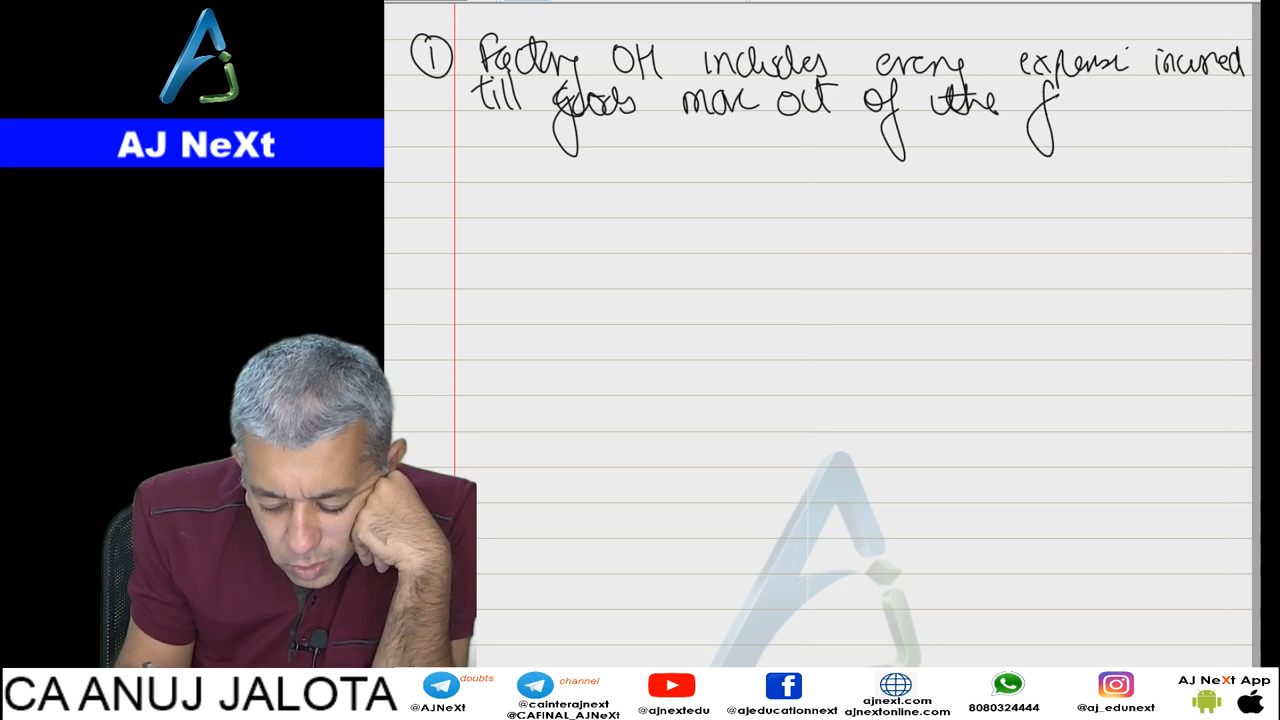 AJ NeXt
① Factory OH includes every expense incurred
till goods move out of the f
CA ANUJ JALOTA
doubts
@AJNeXt
channel
@cainterajnext
@CAFINAL_AJNeXt
@ajnextedu
@ajeducationnext
ajnext.com
ajnextonline.com
8080324444
@aj_edunext
AJ NeXt App